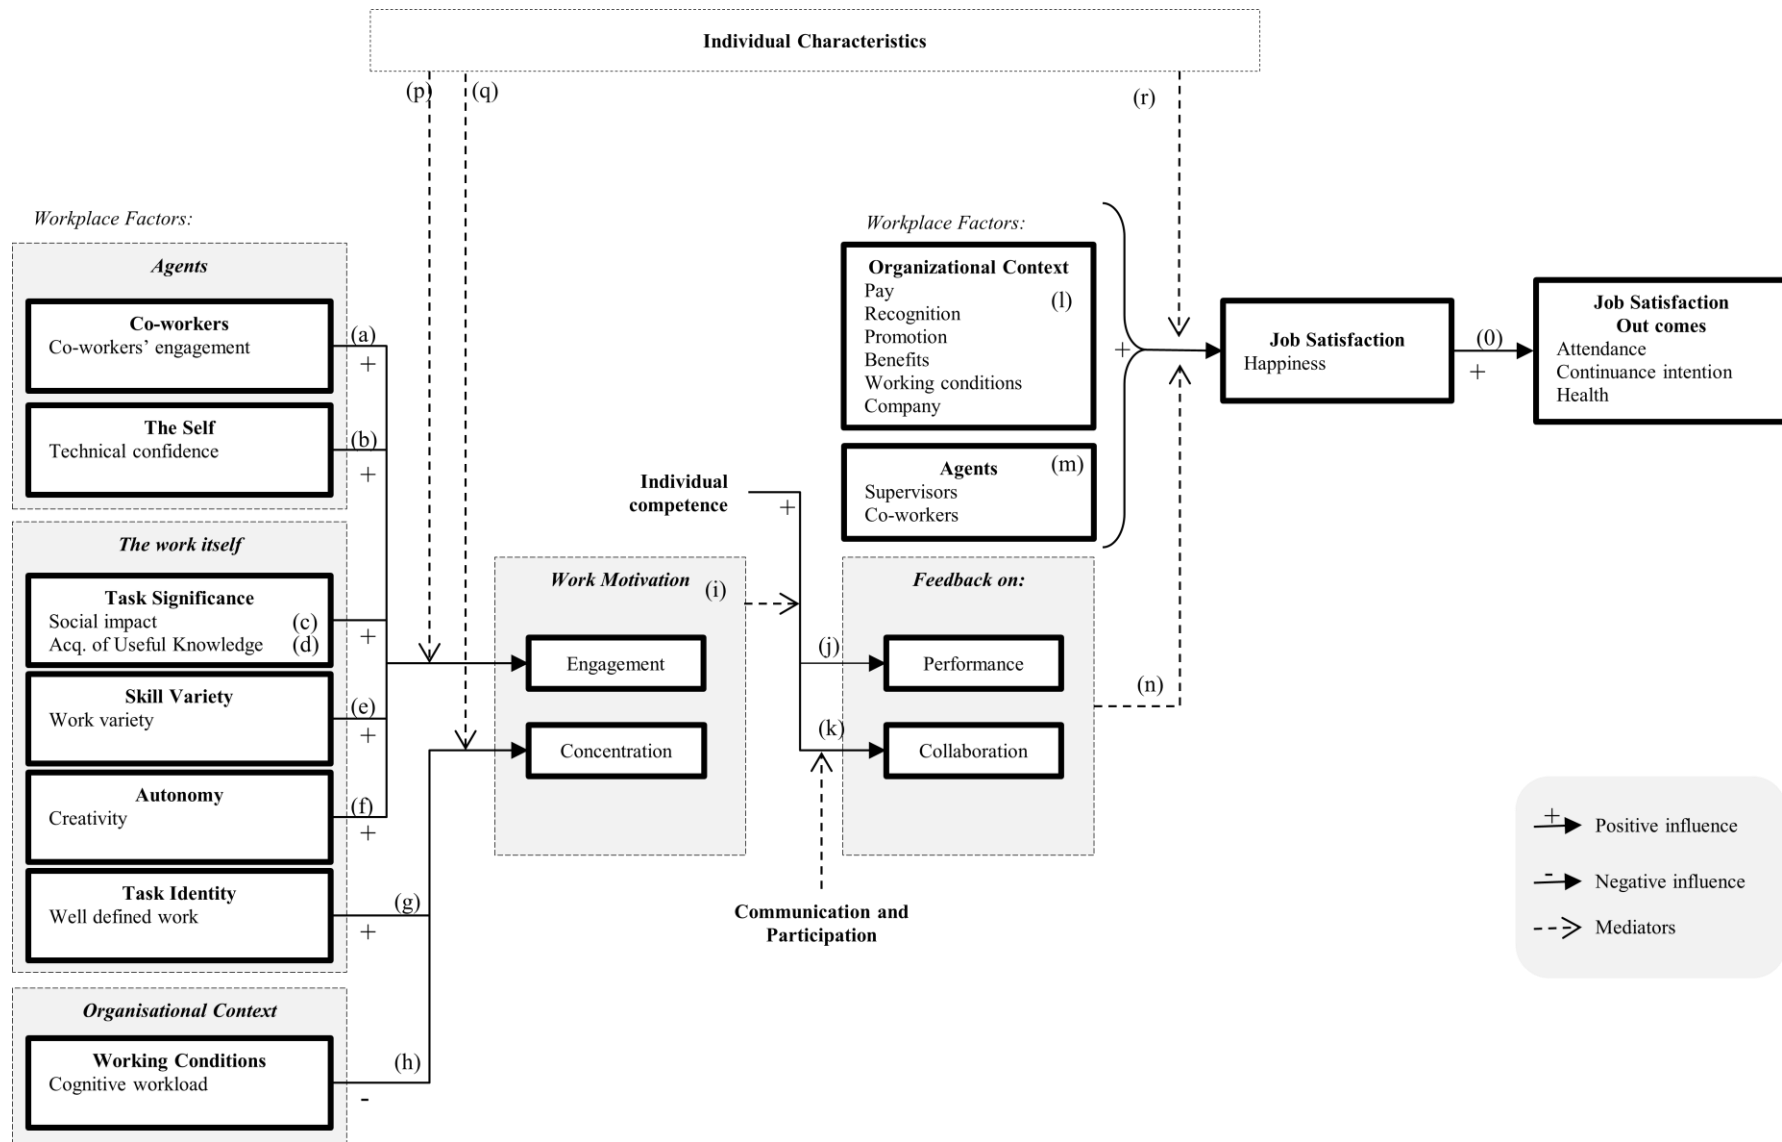 Individual Characteristics
(p)
(q)
(r)
Workplace Factors:
Agents
Co-workers
Co-workers' engagement
(a)
+
The Self
Technical confidence
(b)
+
The work itself
Task Significance
Social impact
(c)
Acq. of Useful Knowledge
(d)
+
Skill Variety
Work variety
(e)
+
Autonomy
Creativity
(f)
+
Task Identity
Well defined work
(g)
+
Organisational Context
Working Conditions
Cognitive workload
(h)
-
Work Motivation
(i)
Engagement
Concentration
Individual
competence
+
(j)
(k)
Communication and
Participation
Workplace Factors:
Organizational Context
Pay
(l)
Recognition
Promotion
Benefits
Working conditions
Company
Agents
(m)
Supervisors
Co-workers
+
Feedback on:
Performance
Collaboration
(n)
Job Satisfaction
Happiness
(0)
+
Job Satisfaction
Out comes
Attendance
Continuance intention
Health
+
Positive influence
-
Negative influence
Mediators